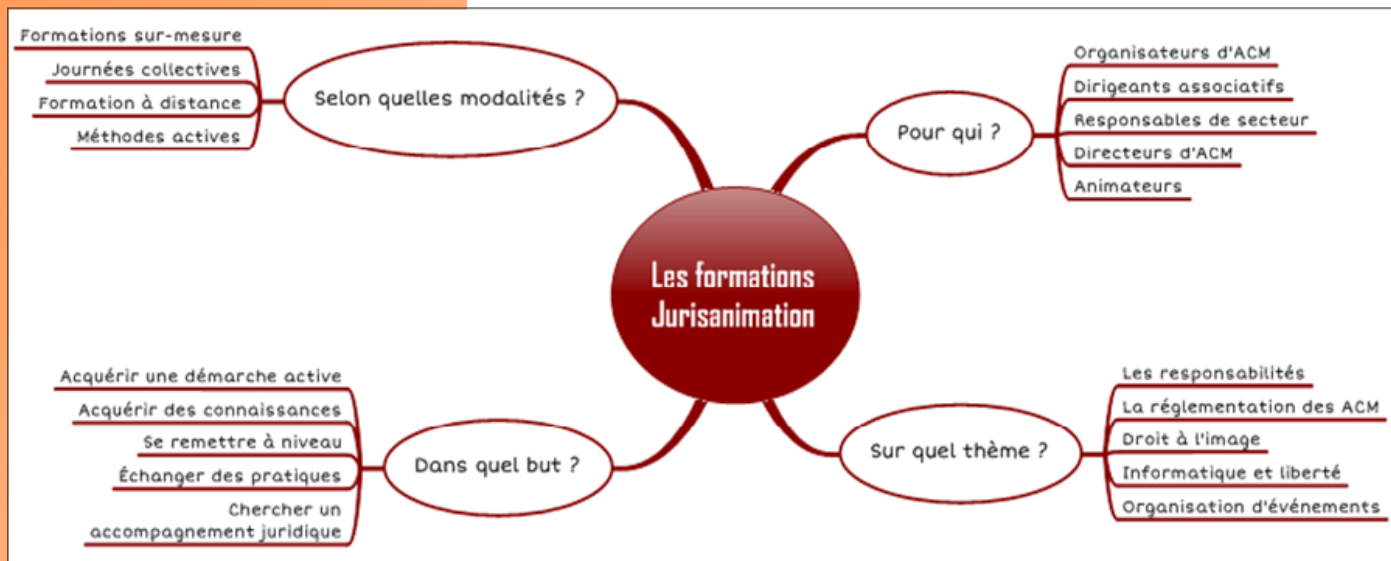 Les formations
Jurisanimation
Selon quelles modalités ?
Formations sur-mesure
Journées collectives
Formation à distance
Méthodes actives
Pour qui ?
Organisateurs d'ACM
Dirigeants associatifs
Responsables de secteur
Directeurs d'ACM
Animateurs
Dans quel but ?
Acquérir une démarche active
Acquérir des connaissances
Se remettre à niveau
Échanger des pratiques
Chercher un
accompagnement juridique
Sur quel thème ?
Les responsabilités
La réglementation des ACM
Droit à l'image
Informatique et liberté
Organisation d'événements